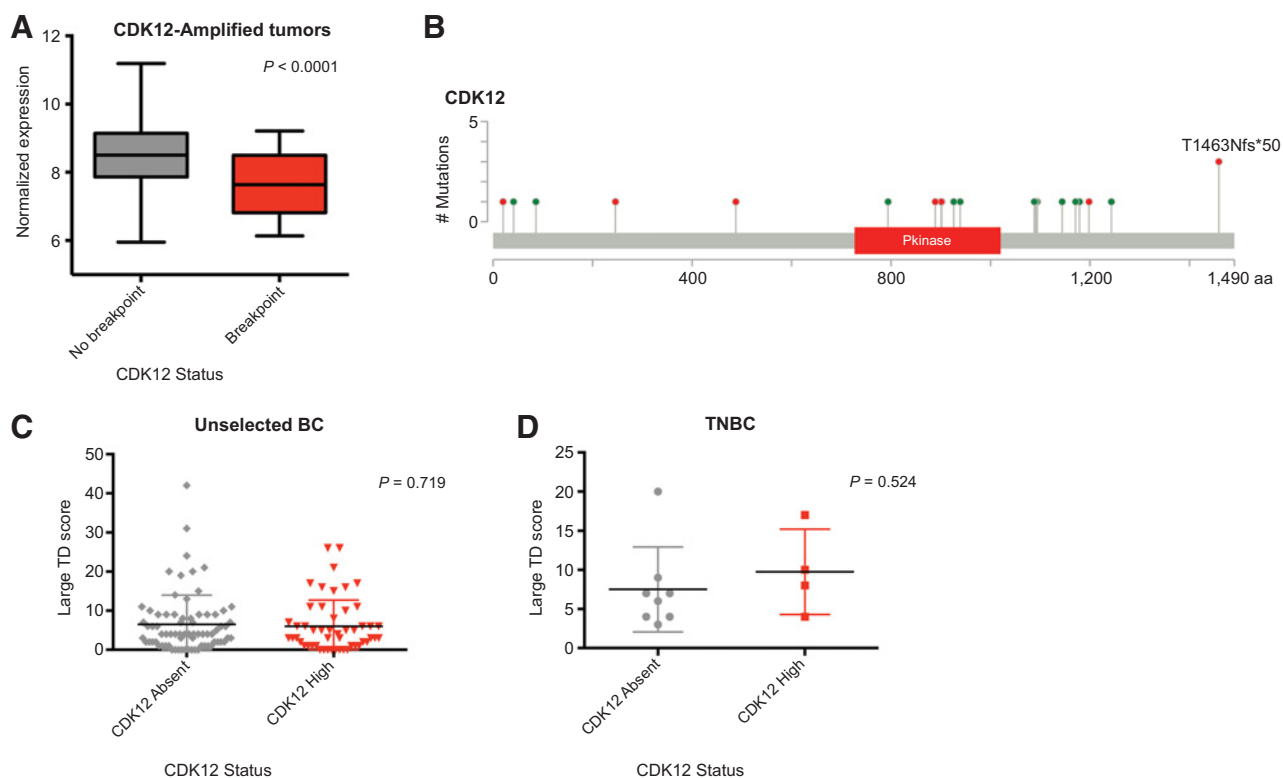 A
CDK12-Amplified tumors
P < 0.0001
Normalized expression
12
10
8
6
No breakpoint
Breakpoint
CDK12 Status
B
CDK12
# Mutations
5
0
T1463Nfs*50
Pkinase
0
400
800
1,200
1,490 aa
C
Unselected BC
P = 0.719
Large TD score
50
40
30
20
10
0
CDK12 Absent
CDK12 High
CDK12 Status
D
TNBC
P = 0.524
Large TD score
25
20
15
10
5
0
CDK12 Absent
CDK12 High
CDK12 Status